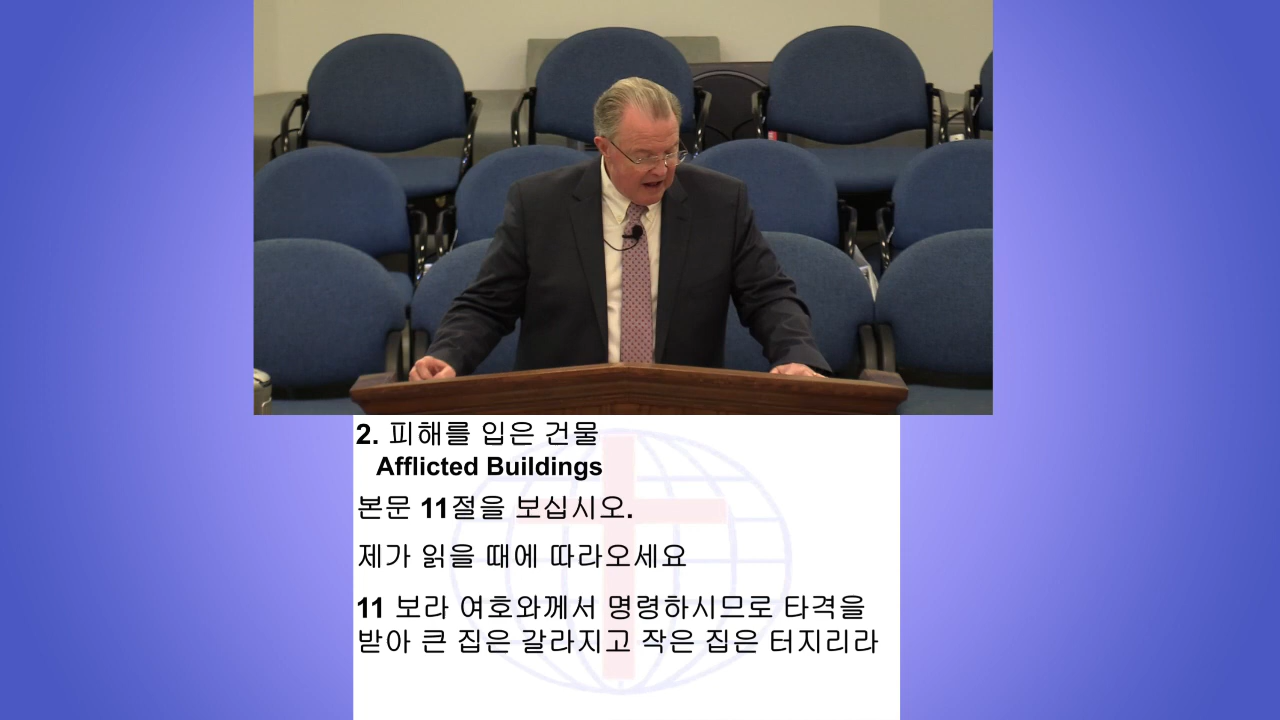 2. 피해를 입은 건물
Afflicted Buildings
본문 11절을 보십시오.
제가 읽을 때에 따라오세요
11 보라 여호와께서 명령하시므로 타격을
받아 큰 집은 갈라지고 작은 집은 터지리라